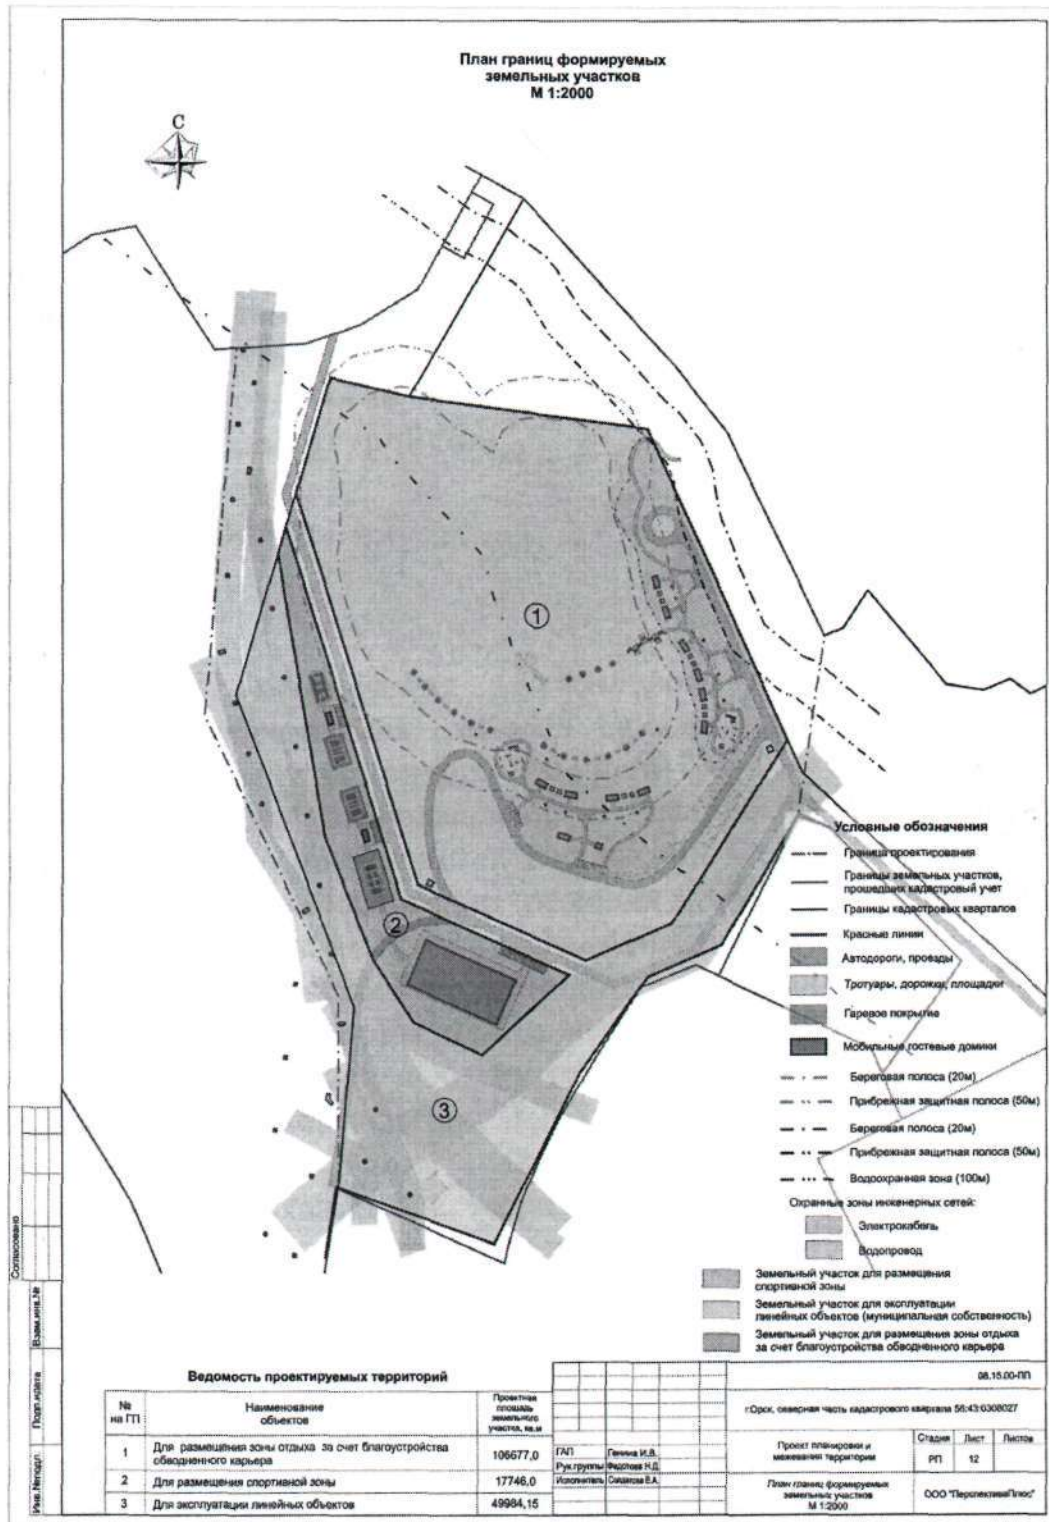 План границ формируемых
земельных участков
М 1:2000
С
1
2
3
Условные обозначения
Граница проектирования
Границы земельных участков,
прошедших кадастровый учет
Границы кадастровых кварталов
Красные линии
Автодороги, проезды
Тротуары, дорожки, площадки
Гаревое покрытие
Мобильные гостевые домики
Береговая полоса (20м)
Прибрежная защитная полоса (50м)
Береговая полоса (20м)
Прибрежная защитная полоса (50м)
Водоохранная зона (100м)
Охранные зоны инженерных сетей:
Электрокабель
Водопровод
Земельный участок для размещения
спортивной зоны
Земельный участок для эксплуатации
линейных объектов (муниципальная собственность)
Земельный участок для размещения зоны отдыха
за счет благоустройства обводненного карьера
Согласовано
Взам.инв.№
Подп.и дата
Инв.№подл.
Ведомость проектируемых территорий
№
на ГП
Наименование
объектов
Проектная
площадь
земельного
участка, кв.м
1
Для размещения зоны отдыха за счет благоустройства
обводненного карьера
106677,0
2
Для размещения спортивной зоны
17746,0
3
Для эксплуатации линейных объектов
49984,15
08.15.00-ПП
г.Орск, северная часть кадастрового квартала 56:43:0308027
ГАП
Генина И.В.
Рук.группы
Федотова Н.Д.
Исполнитель
Проект планировки и
межевания территории
Стадия
Лист
Листов
РП
12
План границ формируемых
земельных участков
М 1:2000
ООО "ПерспективаПлюс"